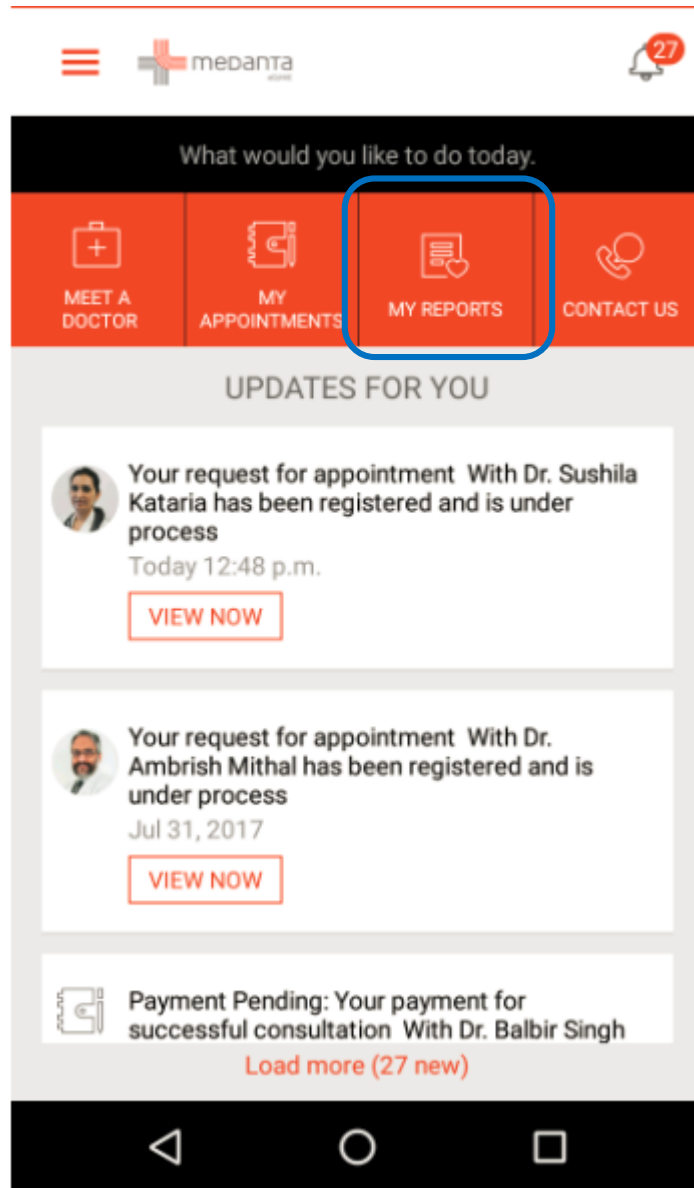 27
medanta
What would you like to do today.
MEET A
DOCTOR
MY
APPOINTMENTS
MY REPORTS
CONTACT US
UPDATES FOR YOU
Your request for appointment With Dr. Sushila
Kataria has been registered and is under
process
Today 12:48 p.m.
VIEW NOW
Your request for appointment With Dr.
Ambrish Mithal has been registered and is
under process
Jul 31, 2017
VIEW NOW
Payment Pending: Your payment for
successful consultation With Dr. Balbir Singh
Load more (27 new)